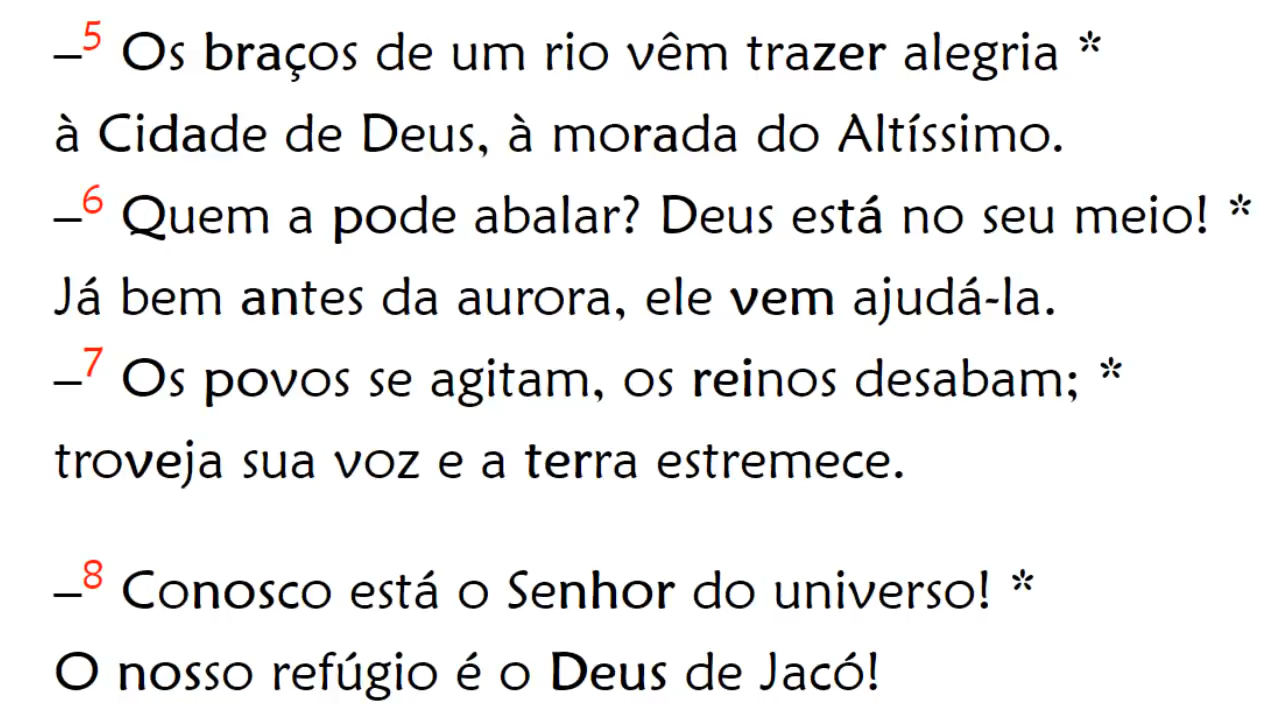 –5 Os braços de um rio vêm trazer alegria *
à Cidade de Deus, à morada do Altíssimo.
–6 Quem a pode abalar? Deus está no seu meio! *
Já bem antes da aurora, ele vem ajudá-la.
–7 Os povos se agitam, os reinos desabam; *
troveja sua voz e a terra estremece.
–8 Conosco está o Senhor do universo! *
O nosso refúgio é o Deus de Jacó!